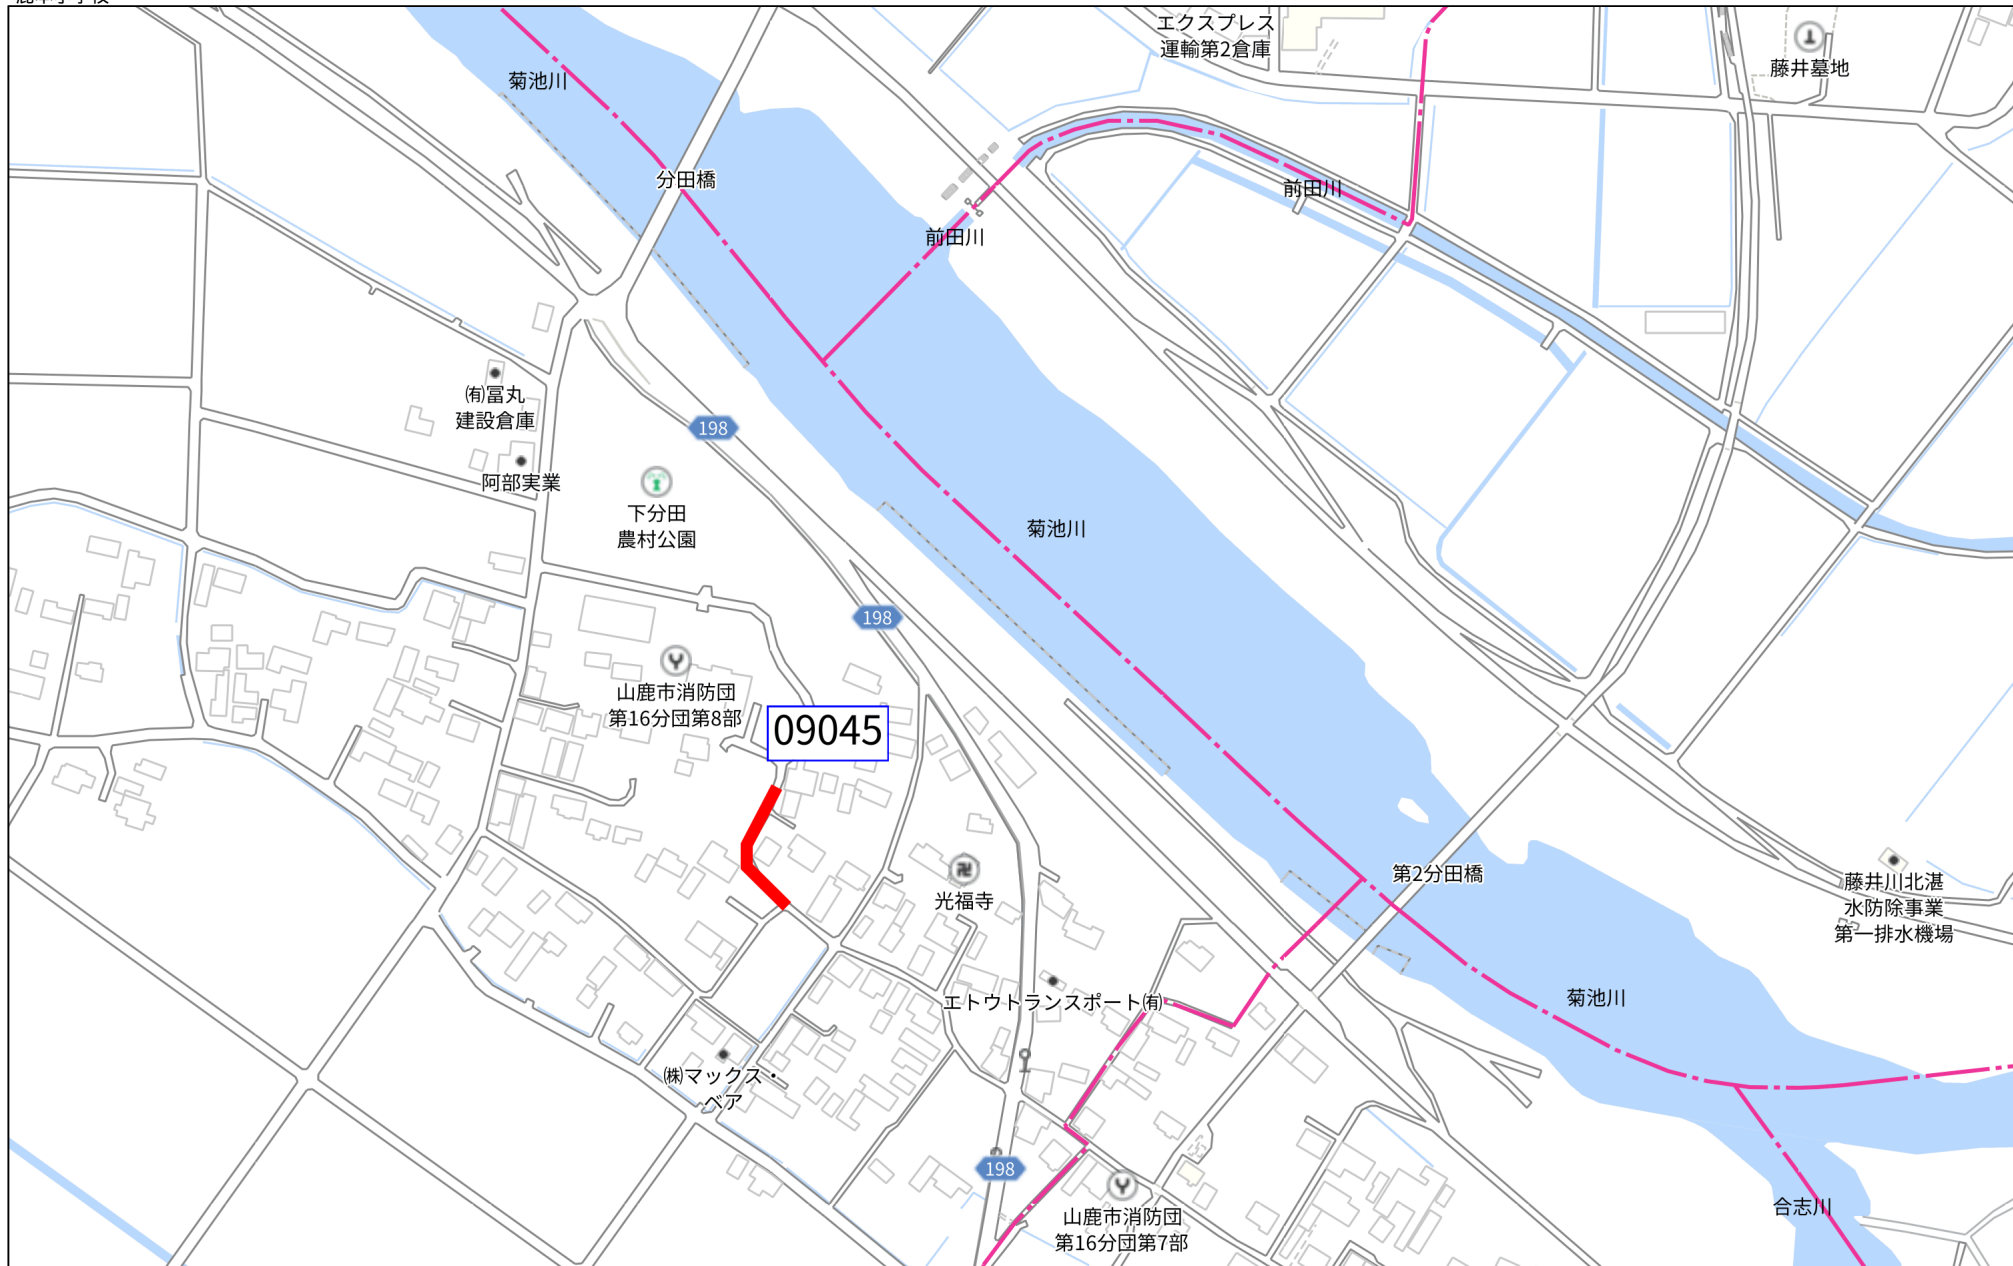 エクスプレス
運輸第2倉庫
藤井墓地
菊池川
分田橋
前田川
前田川
㈲冨丸
建設倉庫
198
阿部実業
下分田
農村公園
菊池川
198
山鹿市消防団
第16分団第8部
09045
第2分田橋
光福寺
藤井川北湛
水防除事業
第一排水機場
エトウトランスポート㈲
菊池川
㈱マックス・
ベア
198
山鹿市消防団
第16分団第7部
合志川